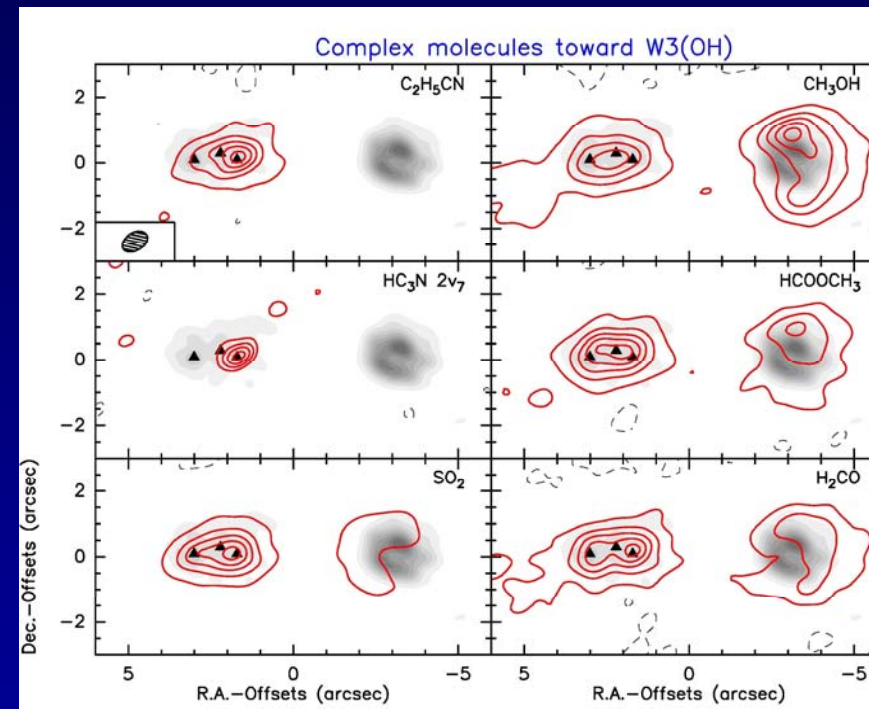 Complex molecules toward W3(OH)
C₂H₅CN
CH₃OH
2
0
−2
HC₃N 2v₇
HCOOCH₃
2
0
−2
SO₂
H₂CO
2
0
−2
Dec.−Offsets (arcsec)
5
0
−5
5
0
−5
R.A.−Offsets (arcsec)
R.A.−Offsets (arcsec)